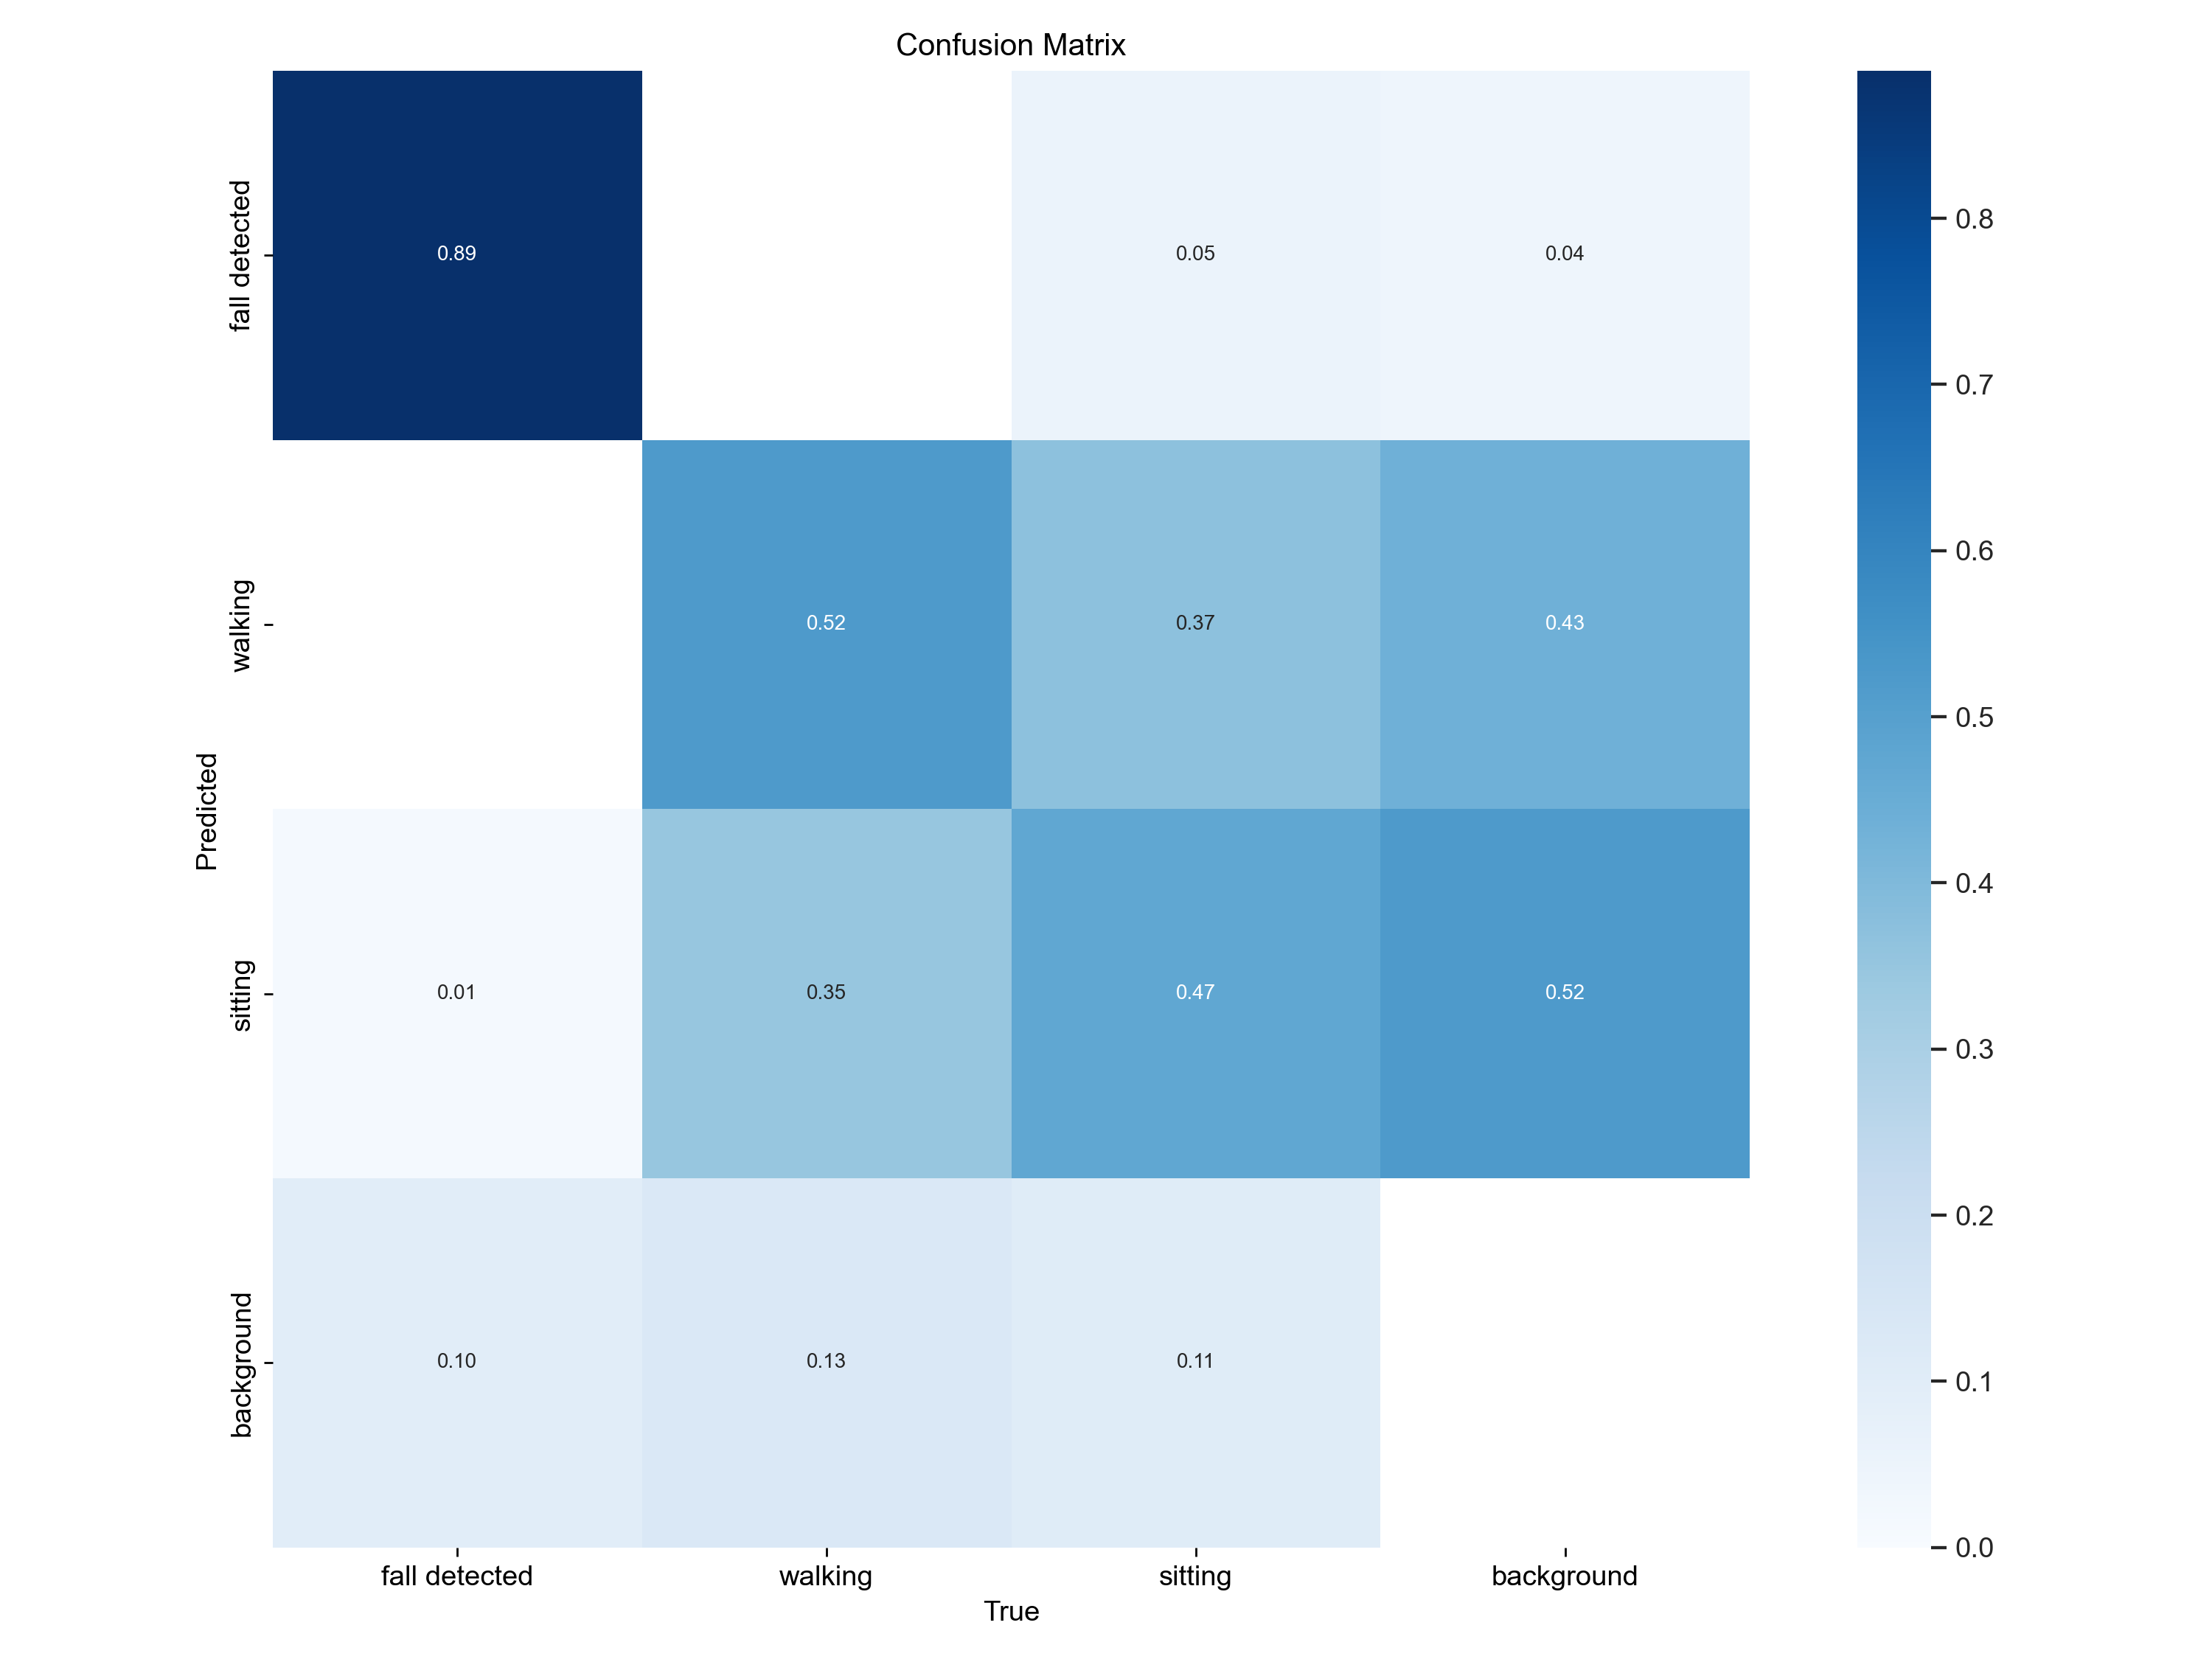 Confusion Matrix
fall detected
0.89
0.05
0.04
walking
0.52
0.37
0.43
sitting
0.01
0.35
0.47
0.52
background
0.10
0.13
0.11
Predicted
fall detected
walking
sitting
background
True
0.8
0.7
0.6
0.5
0.4
0.3
0.2
0.1
0.0